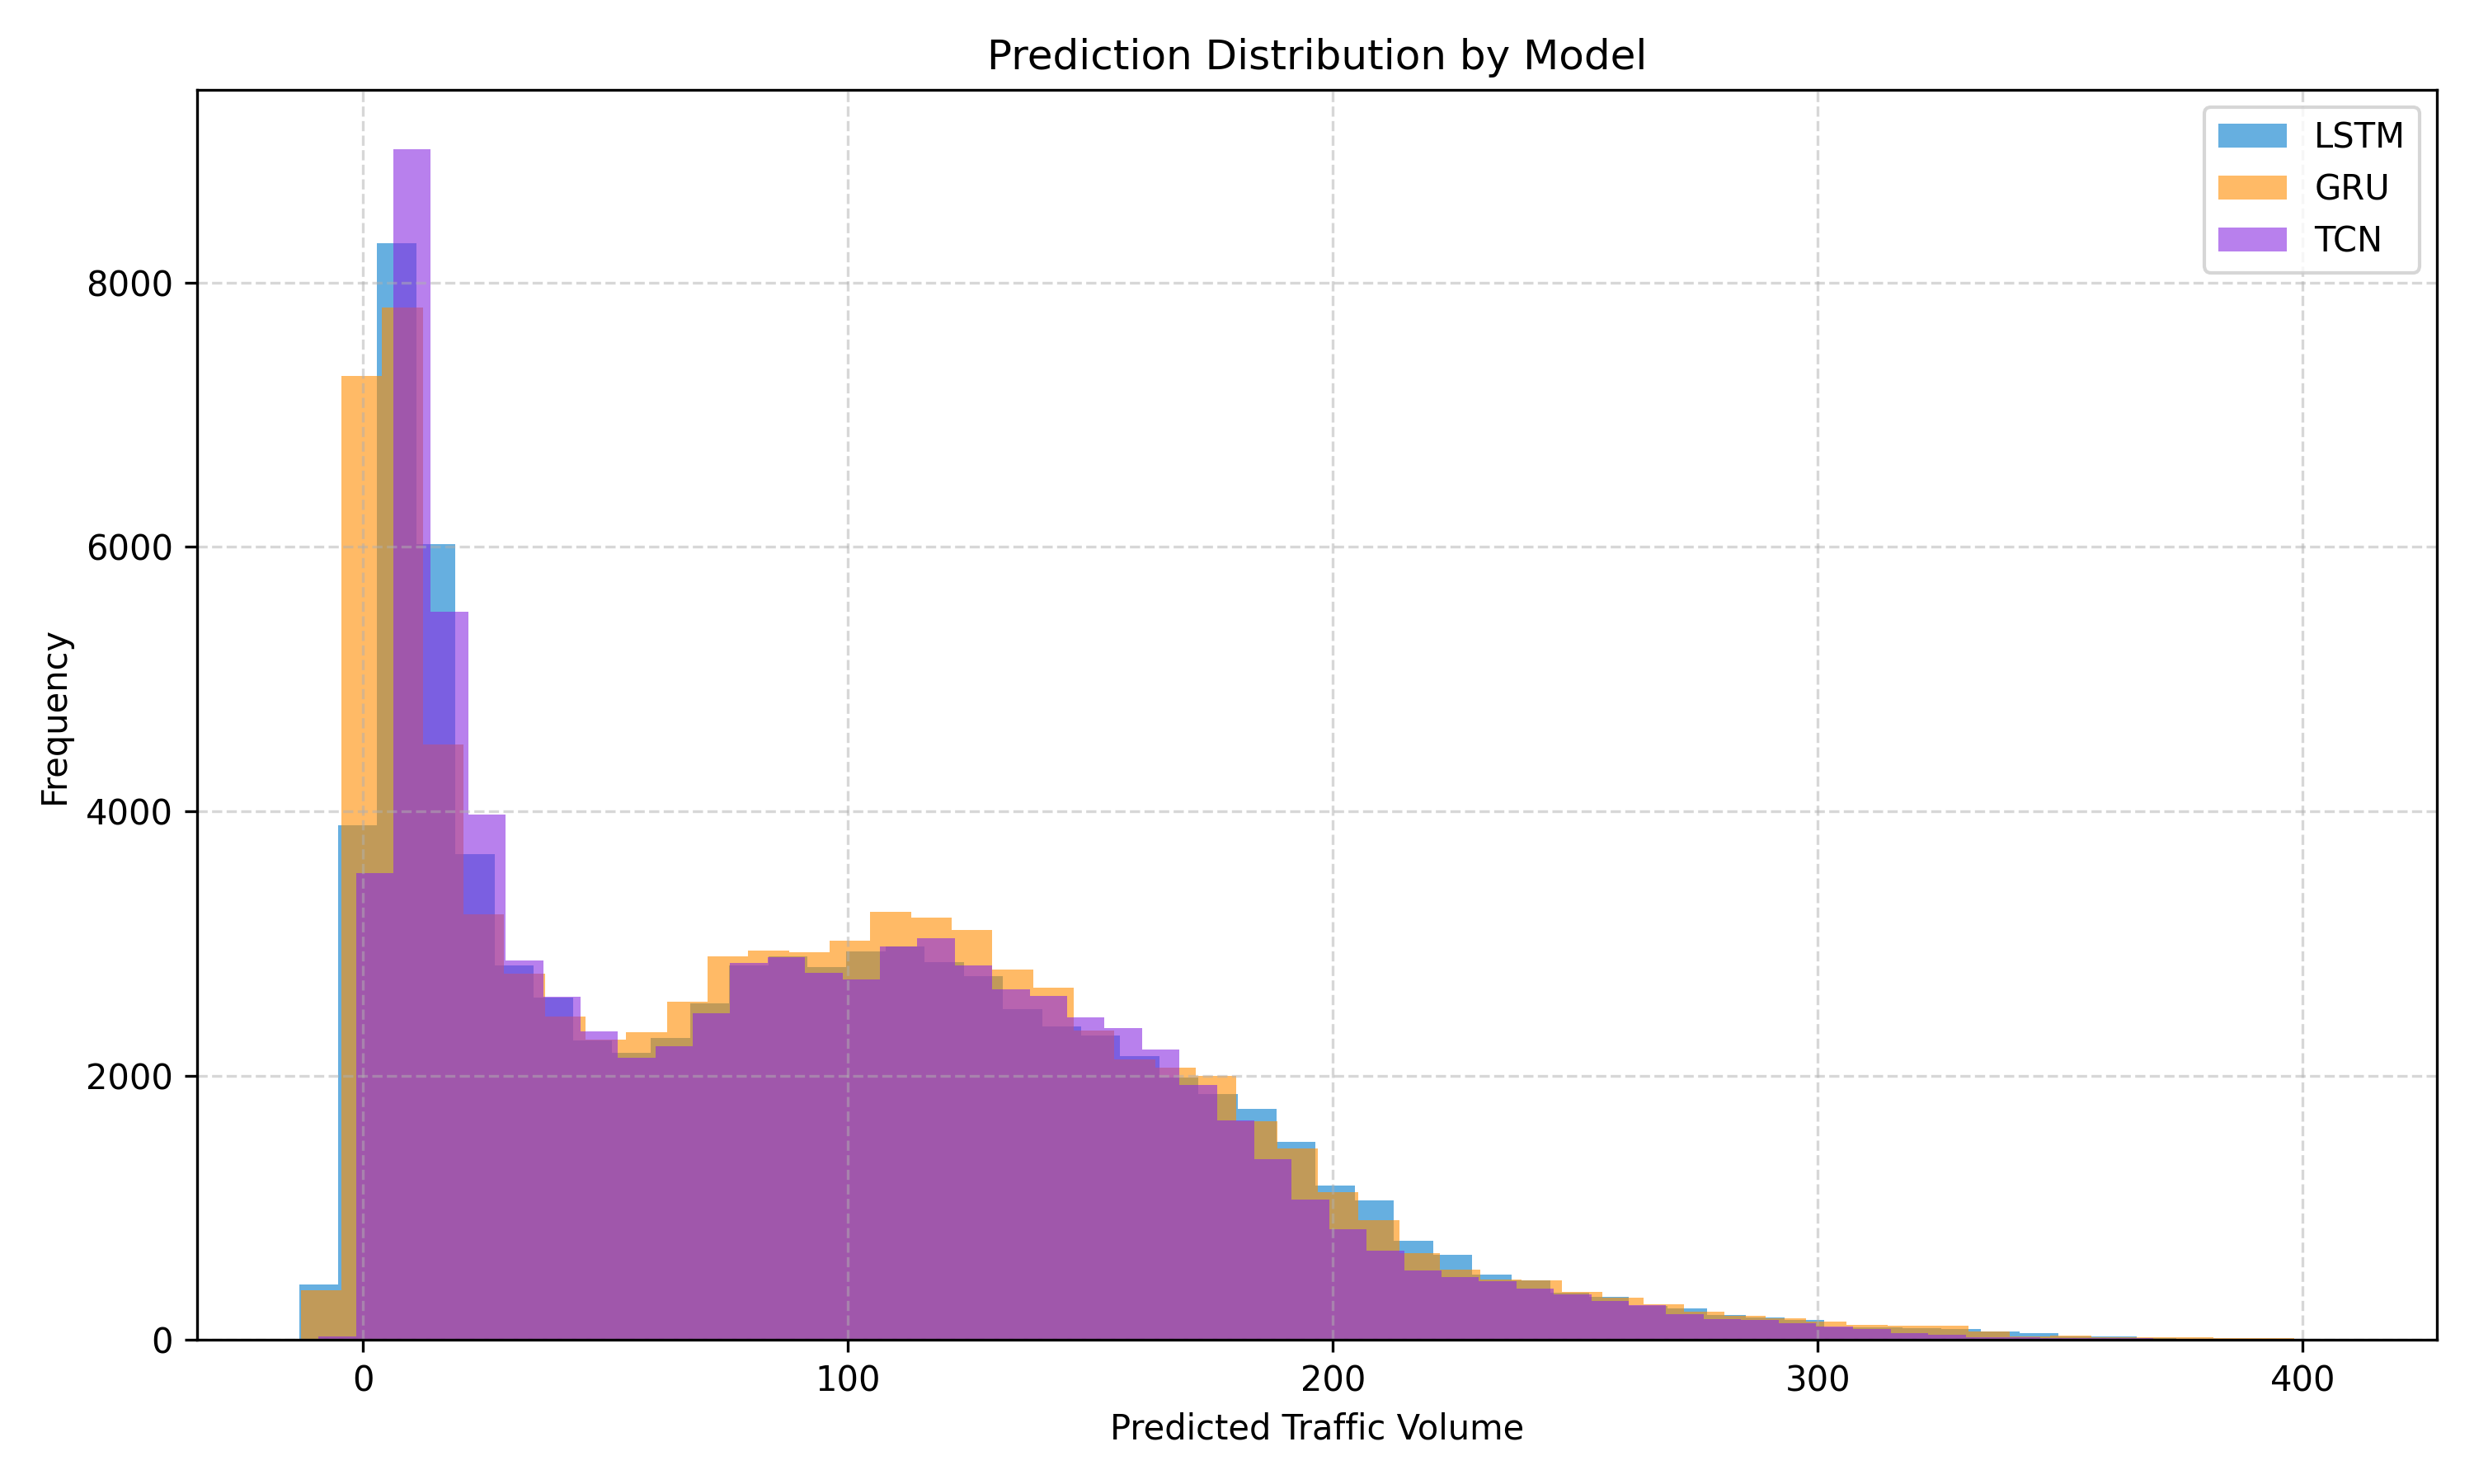 Prediction Distribution by Model
LSTM
GRU
TCN
Frequency
8000
6000
4000
2000
0
0 100 200 300 400
Predicted Traffic Volume